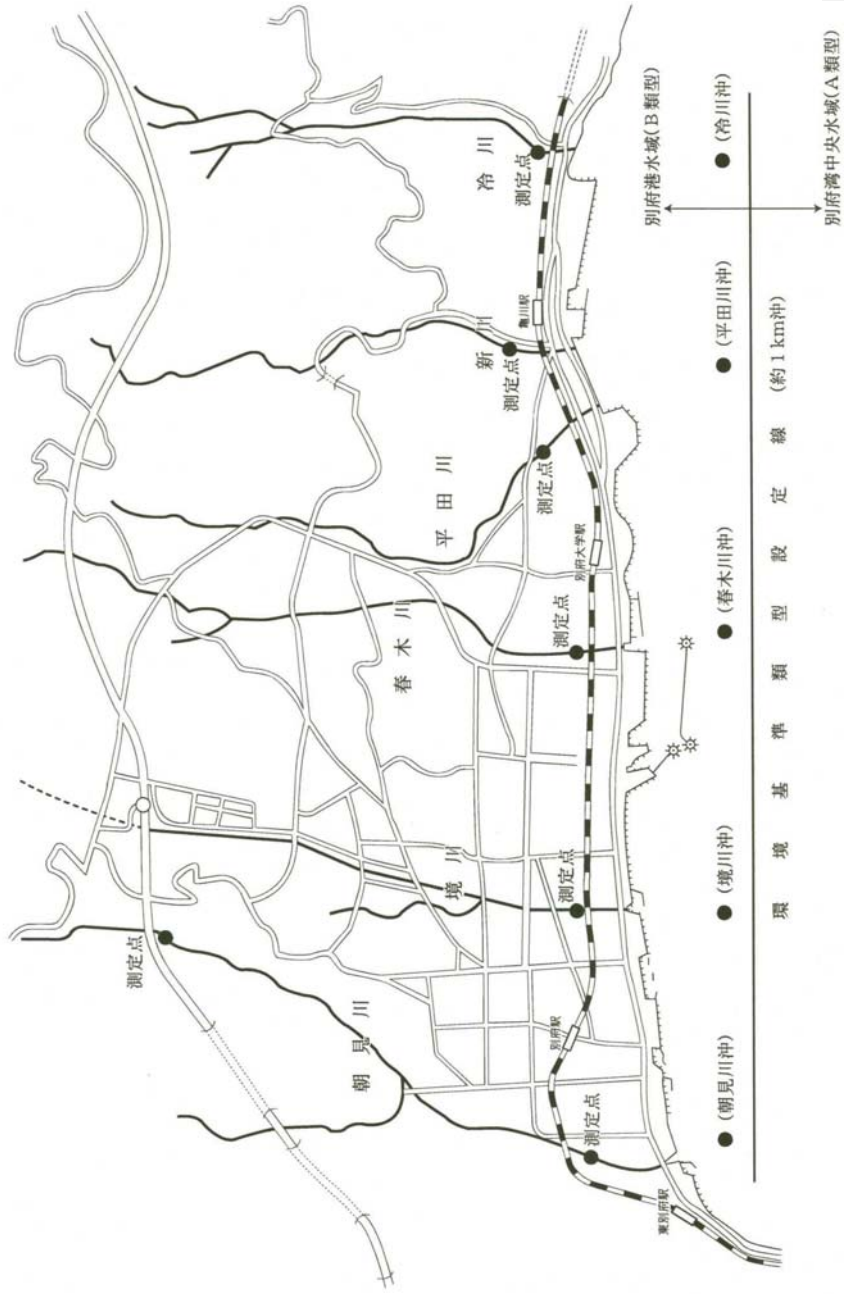 冷川
測定点
亀川駅
新川
測定点
平田川
測定点
別府大学駅
春木川
測定点
境川
測定点
測定点
朝見川
別府駅
測定点
東別府駅
別府港水域(B類型)
別府湾中央水域(A類型)
(冷川沖)
(平田川沖)
(春木川沖)
(境川沖)
(朝見川沖)
環境基準類型設定線(約1km沖)